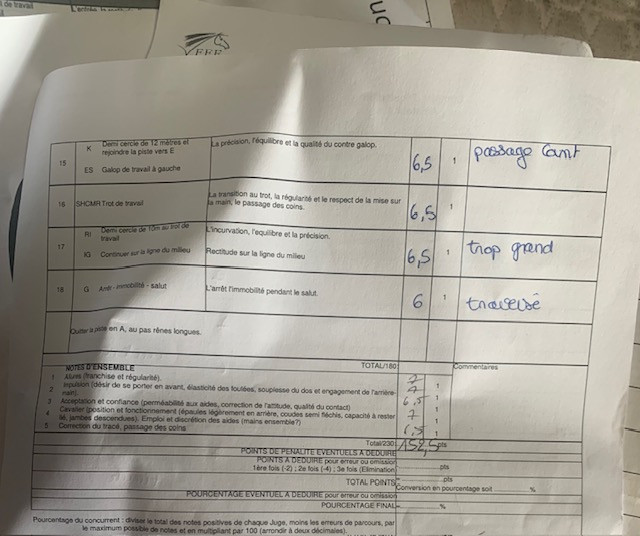 de travail
FFE
K Demi cercle de 12 mètres et rejoindre la piste vers E La précision, l'équilibre et la qualité du contre galop.
15 6,5 1 passage
ES Galop de travail à gauche
16 SHCMR Trot de travail La transition au trot, la régularité et le respect de la mise sur la main, le passage des coins. 6,5 1
RI Demi cercle de 10m au trot de travail L'incurvation, l'équilibre et la précision.
17 6,5 1 trop grand
IG Continuer sur la ligne du milieu Rectitude sur la ligne du milieu
18 G Arrêt - immobilité - salut L'arrêt l'immobilité pendant le salut. 6 1 traversé
Quitter la piste en A, au pas rênes longues.
NOTES D'ENSEMBLE TOTAL/180: Commentaires
1 Allure (franchise et régularité). 7 1
2 Impulsion (désir de se porter en avant, élasticité des foulées, souplesse du dos et engagement de l'arrière-main). 7 1
3 Acceptation et confiance (perméabilité aux aides, correction de l'attitude, qualité du contact) 6,5 1
4 Cavalier (position et fonctionnement (épaules légèrement en arrière, coudes semi fléchis, capacité à rester lié, jambes descendues). Emploi et discrétion des aides (mains ensemble?) 7 1
5 Correction du tracé, passage des coins 6,5 1
Total/230: 152,5 pts
POINTS DE PENALITE EVENTUELS A DEDUIRE
POINTS A DEDUIRE pour erreur ou omission
1ère fois (-2) ; 2e fois (-4) ; 3e fois (Elimination pts
TOTAL POINTS= pts
Conversion en pourcentage soit %
POURCENTAGE EVENTUEL A DEDUIRE pour erreur ou omission
POURCENTAGE FINAL= %
Pourcentage du concurrent : diviser le total des notes positives de chaque Juge, moins les erreurs de parcours, par
le maximum possible de notes et en multipliant par 100 (arrondir à deux décimales).